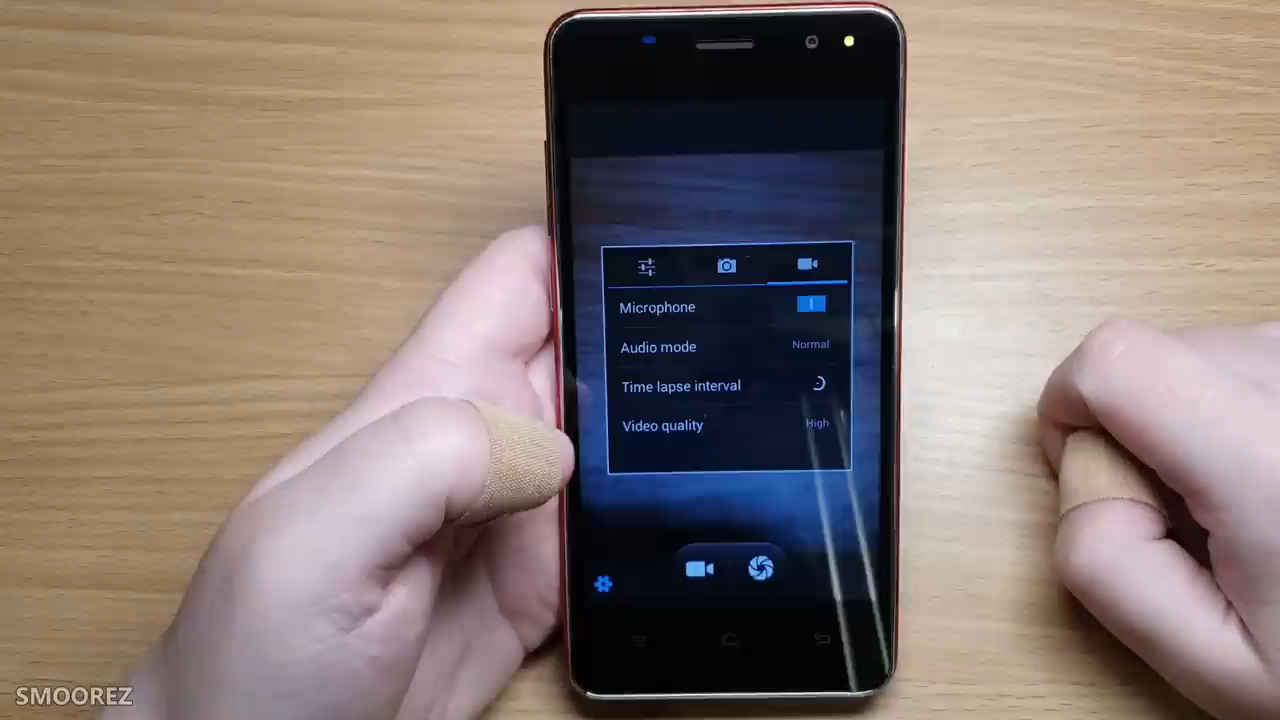 Microphone
Audio mode Normal
Time lapse interval
Video quality High
SMOOREZ